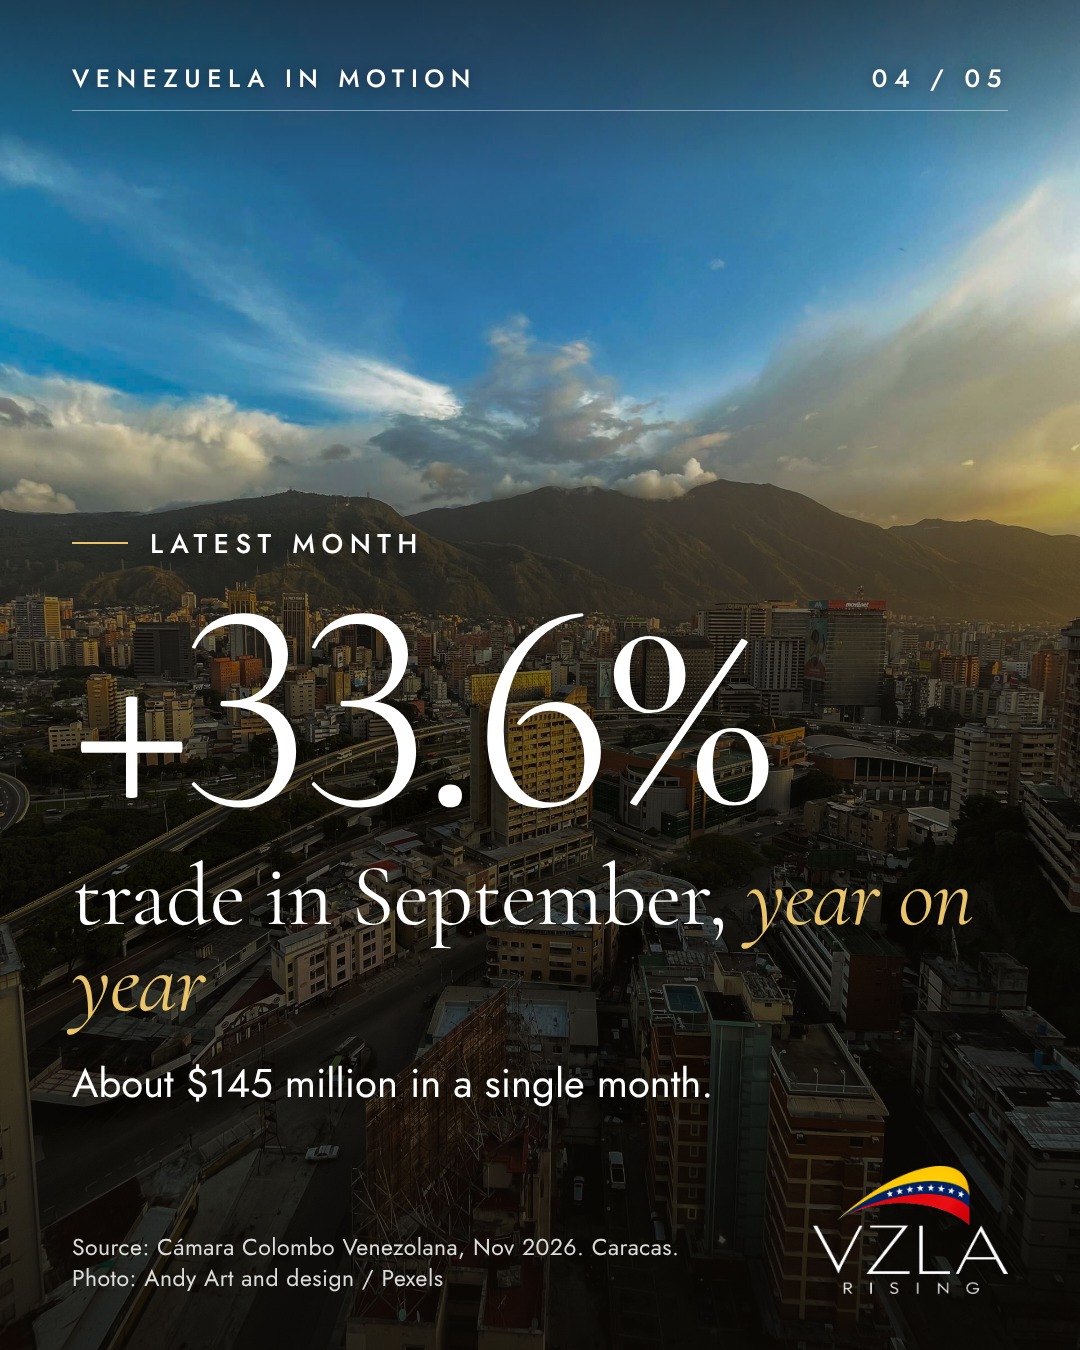 VENEZUELA IN MOTION
04 / 05
LATEST MONTH
+33.6%
trade in September, year on
year
About $145 million in a single month.
Source: Cámara Colombo Venezolana, Nov 2026. Caracas.
Photo: Andy Art and design / Pexels
VZLA
RISING
movilnet